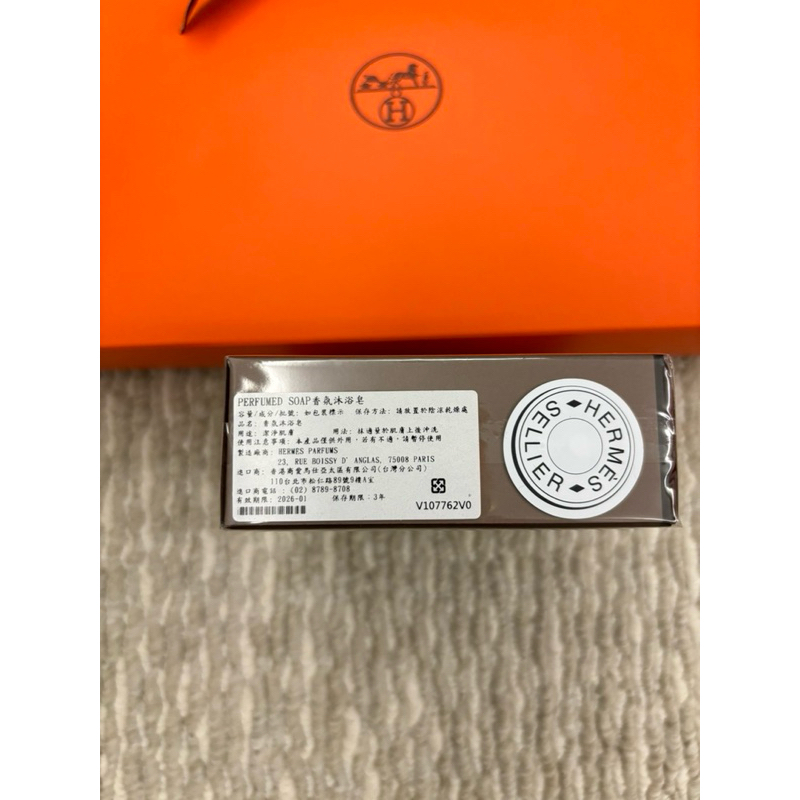 H
PERFUMED SOAP香氛沐浴皂
容量/成分/批號: 如包裝標示 保存方法: 請放置於陰涼乾燥處
品名: 香氛沐浴皂
用途: 潔淨肌膚 用法: 抹適量於肌膚上後沖洗
使用注意事項: 本產品僅供外用, 若有不適, 請暫停使用
製造廠商: HERMES PARFUMS
23, RUE BOISSY D' ANGLAS, 75008 PARIS
進口商: 香港商愛馬仕亞太區有限公司(台灣分公司)
110台北市松仁路89號9樓A室
進口商電話 : (02) 8789-8708
有效期限: 2026-01 保存期限:3年
V107762V0
HERMÈS
SELLIER